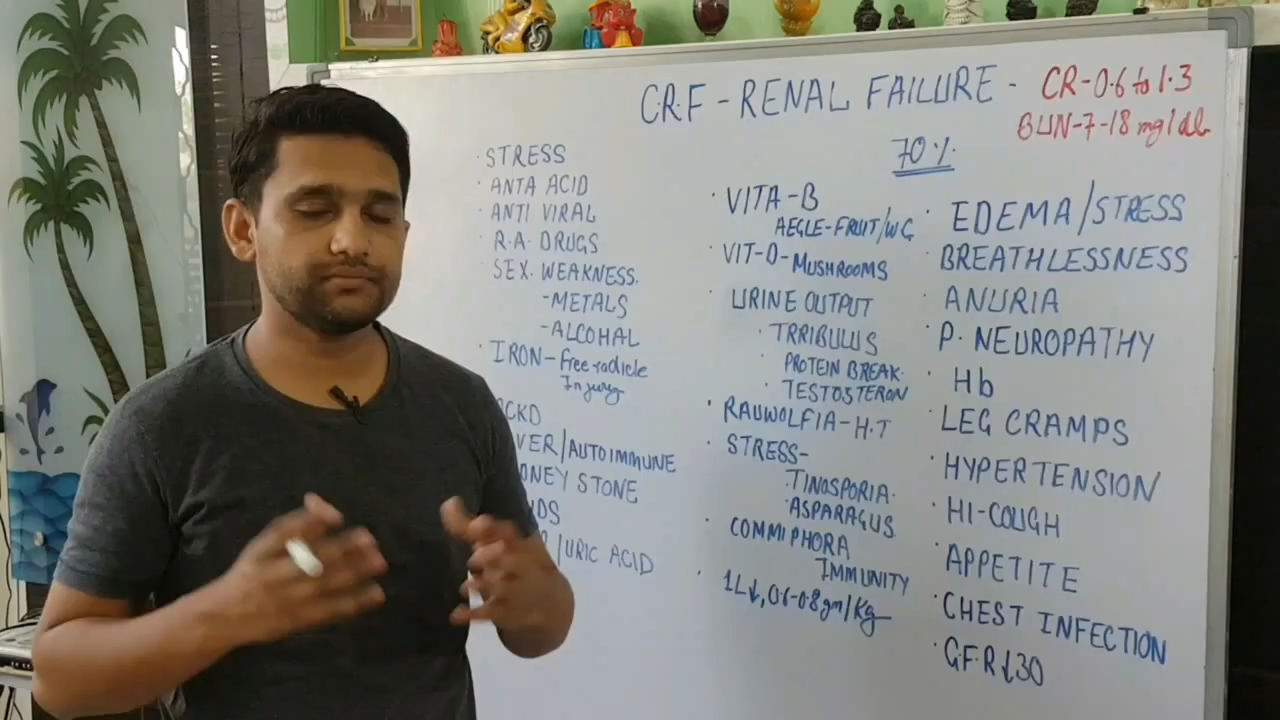 C.R.F - RENAL FAILURE - CR-0.6 to 1.3
BUN-7-18 mg/dl
70%
· STRESS
· ANTA ACID
· ANTI VIRAL
· R.A. DRUGS
· SEX. WEAKNESS.
-METALS
-ALCOHAL
· IRON-free-radicle
Injury
CKD
VER/AUTOIMMUNE
NEY STONE
DS
/URIC ACID
· VITA-B
AEGLE-FRUIT/WG
· VIT-D-MUSHROOMS
URINE OUTPUT
· TRRIBULUS
· PROTEIN BREAK.
· TESTOSTERON
· RAUWOLFIA-H.T
· STRESS-
· TINOSPORIA.
· ASPARAGUS
· COMMIPHORA
IMMUNITY
· 1L↓, 0.6-0.8gm/Kg
· EDEMA/STRESS
· BREATHLESSNESS
· ANURIA
· P. NEUROPATHY
· Hb
· LEG CRAMPS
· HYPERTENSION
· HI-COUGH
· APPETITE
· CHEST INFECTION
· GF.R↓30